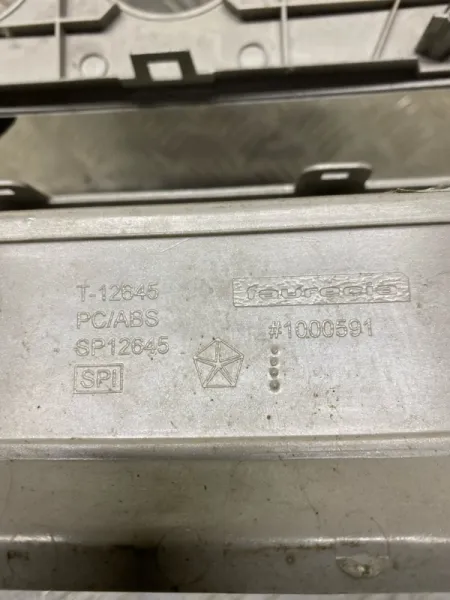 T-12645
PC/ABS
SP12645
SPI
faurecia
#1000591